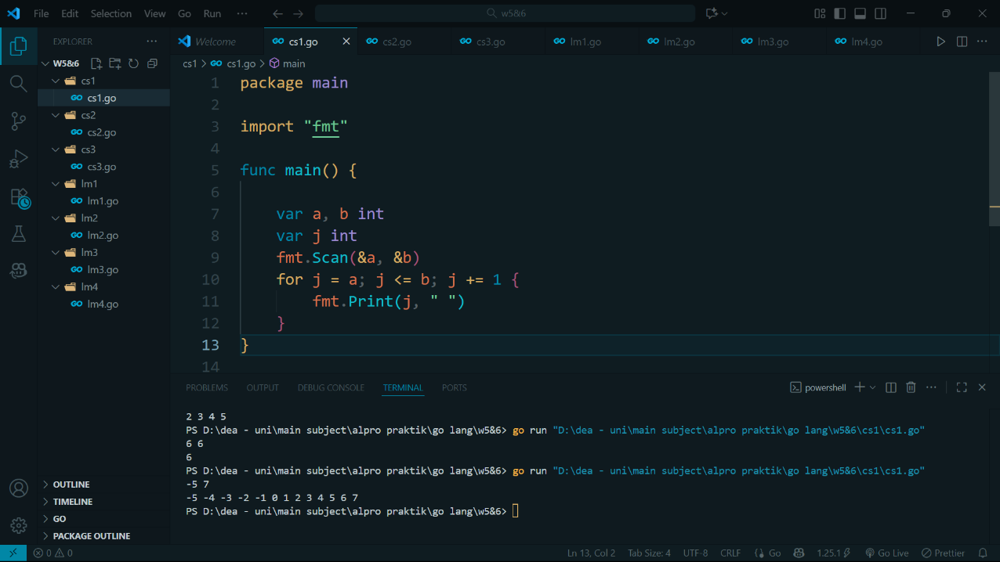 File Edit Selection View Go Run ··· w5&6
EXPLORER ···
W5&6
cs1
cs1.go
cs2
cs2.go
cs3
cs3.go
lm1
lm1.go
lm2
lm2.go
lm3
lm3.go
lm4
lm4.go
OUTLINE
TIMELINE
GO
PACKAGE OUTLINE
Welcome GO cs1.go GO cs2.go GO cs3.go GO lm1.go GO lm2.go GO lm3.go GO lm4.go
cs1 > GO cs1.go > main
1 package main
2
3 import "fmt"
4
5 func main() {
6
7 var a, b int
8 var j int
9 fmt.Scan(&a, &b)
10 for j = a; j <= b; j += 1 {
11 fmt.Print(j, " ")
12 }
13 }
14
PROBLEMS OUTPUT DEBUG CONSOLE TERMINAL PORTS powershell
2 3 4 5
PS D:\dea - uni\main subject\alpro praktik\go lang\w5&6> go run "D:\dea - uni\main subject\alpro praktik\go lang\w5&6\cs1\cs1.go"
6 6
6
PS D:\dea - uni\main subject\alpro praktik\go lang\w5&6> go run "D:\dea - uni\main subject\alpro praktik\go lang\w5&6\cs1\cs1.go"
-5 7
-5 -4 -3 -2 -1 0 1 2 3 4 5 6 7
PS D:\dea - uni\main subject\alpro praktik\go lang\w5&6>
0 0 Ln 13, Col 2 Tab Size: 4 UTF-8 CRLF Go 1.25.1 Go Live Prettier